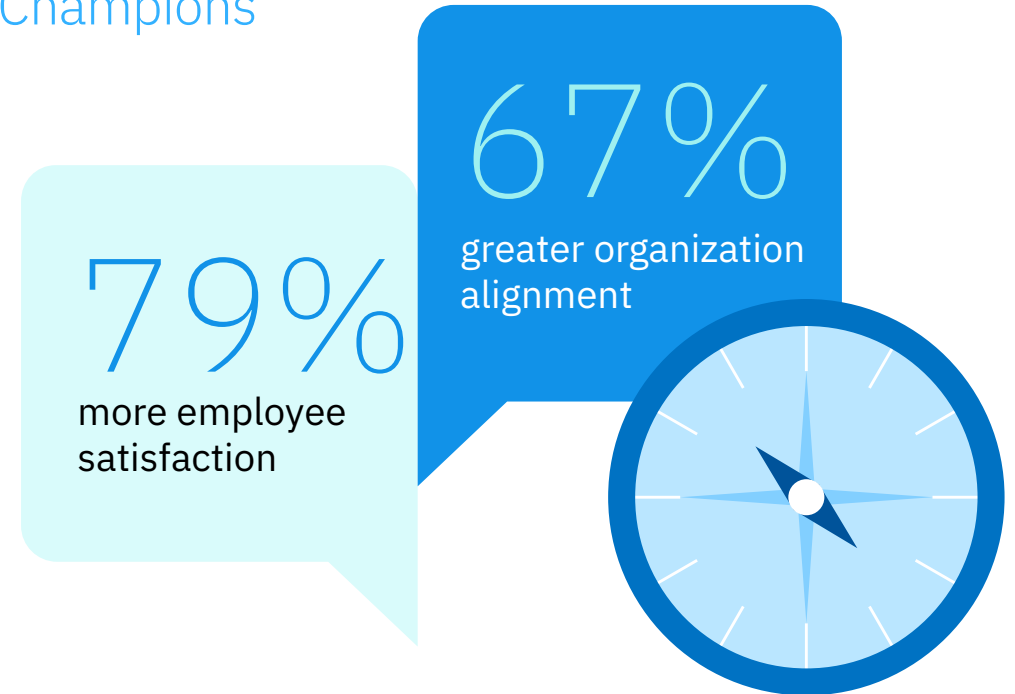 Champions
67%
greater organization
alignment
79%
more employee
satisfaction